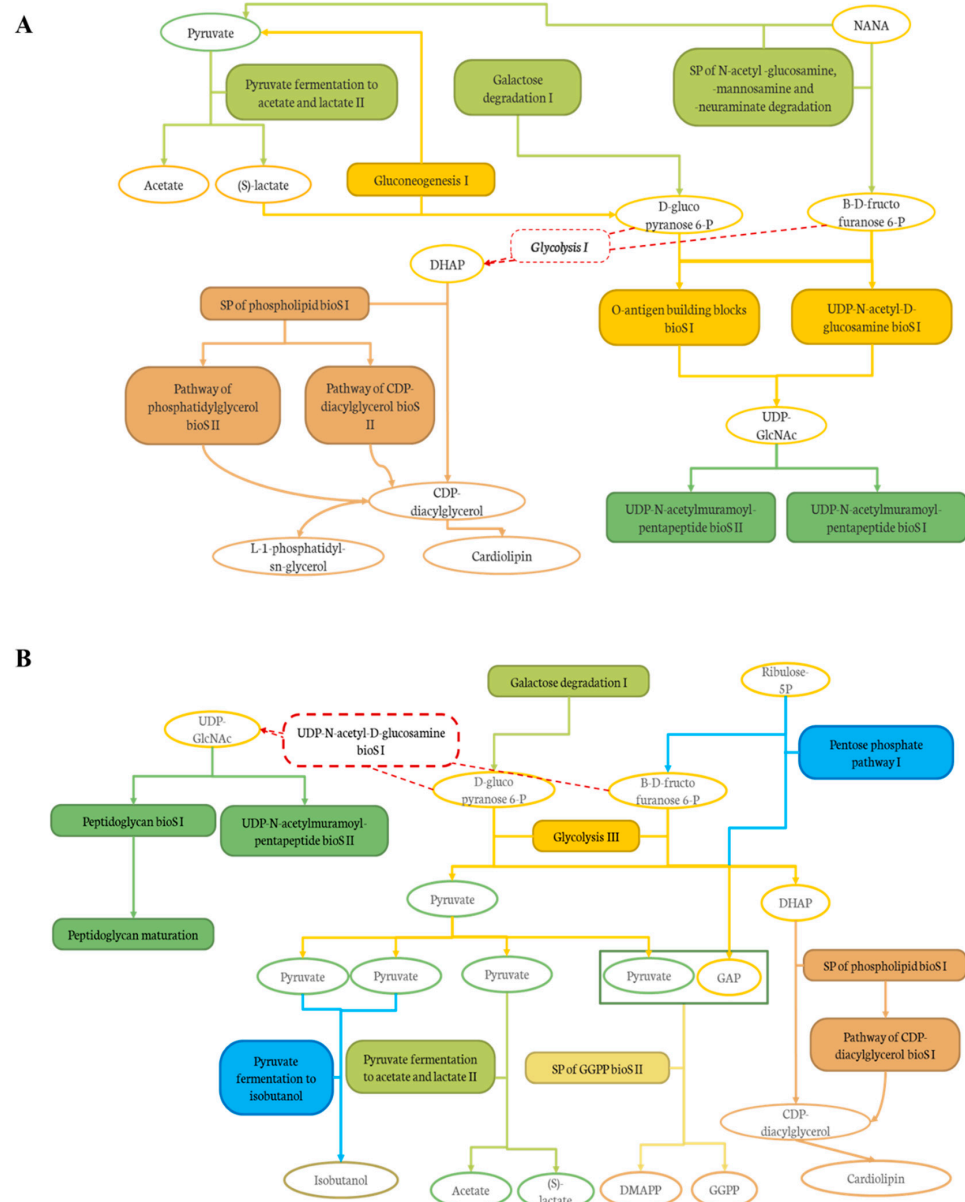 A
Pyruvate
NANA
Pyruvate fermentation to
acetate and lactate II
Galactose
degradation I
SP of N-acetyl -glucosamine,
-mannosamine and
-neuraminate degradation
Acetate
(S)-lactate
Gluconeogenesis I
D-gluco
pyranose 6-P
B-D-fructo
furanose 6-P
Glycolysis I
DHAP
SP of phospholipid bioS I
O-antigen building blocks
bioS I
UDP-N-acetyl-D-
glucosamine bioS I
Pathway of
phosphatidylglycerol
bioS II
Pathway of CDP-
diacylglycerol bioS
II
UDP-
GlcNAc
CDP-
diacylglycerol
UDP-N-acetylmuramoyl-
pentapeptide bioS II
UDP-N-acetylmuramoyl-
pentapeptide bioS I
L-1-phosphatidyl-
sn-glycerol
Cardiolipin
B
Galactose degradation I
Ribulose-
5P
UDP-
GlcNAc
UDP-N-acetyl-D-glucosamine
bioS I
Pentose phosphate
pathway I
D-gluco
pyranose 6-P
B-D-fructo
furanose 6-P
Peptidoglycan bioS I
UDP-N-acetylmuramoyl-
pentapeptide bioS II
Glycolysis III
Pyruvate
DHAP
Peptidoglycan maturation
Pyruvate
Pyruvate
Pyruvate
Pyruvate
GAP
SP of phospholipid bioS I
Pyruvate
fermentation to
isobutanol
Pyruvate fermentation
to acetate and lactate II
SP of GGPP bioS II
Pathway of CDP-
diacylglycerol bioS I
CDP-
diacylglycerol
Isobutanol
Acetate
(S)-
lactate
DMAPP
GGPP
Cardiolipin